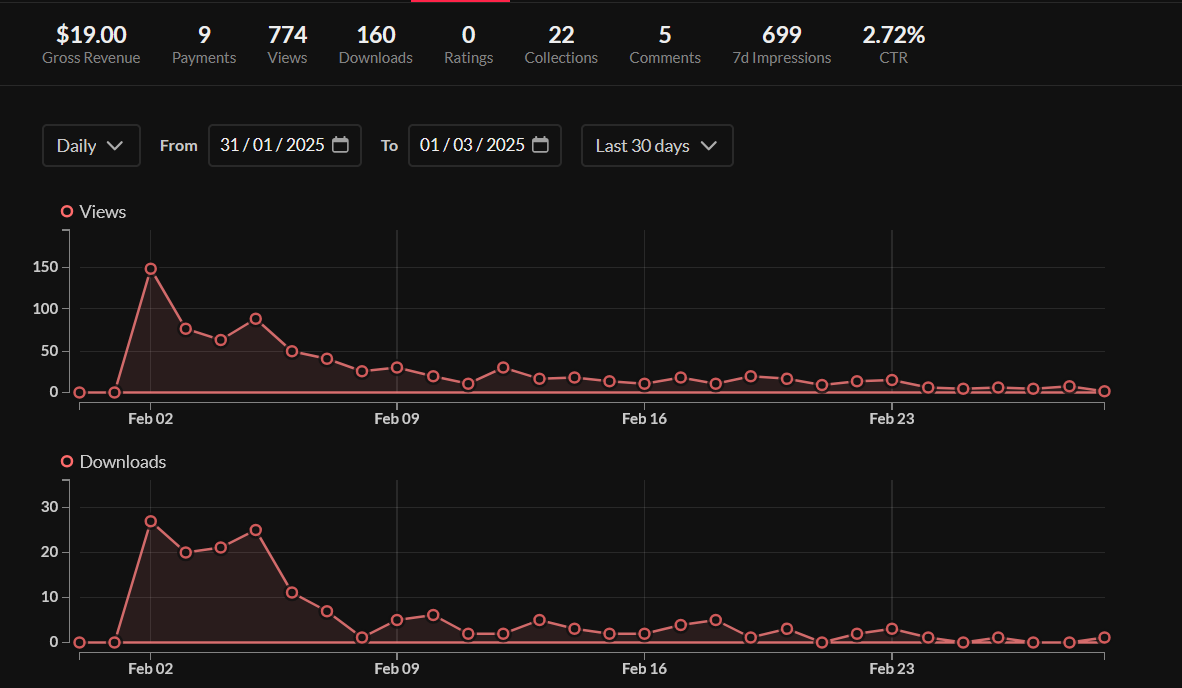 $19.00 9 774 160 0 22 5 699 2.72%
Gross Revenue Payments Views Downloads Ratings Collections Comments 7d Impressions CTR
Daily From 31/01/2025 To 01/03/2025 Last 30 days
Views
150
100
50
0
Feb 02 Feb 09 Feb 16 Feb 23
Downloads
30
20
10
0
Feb 02 Feb 09 Feb 16 Feb 23